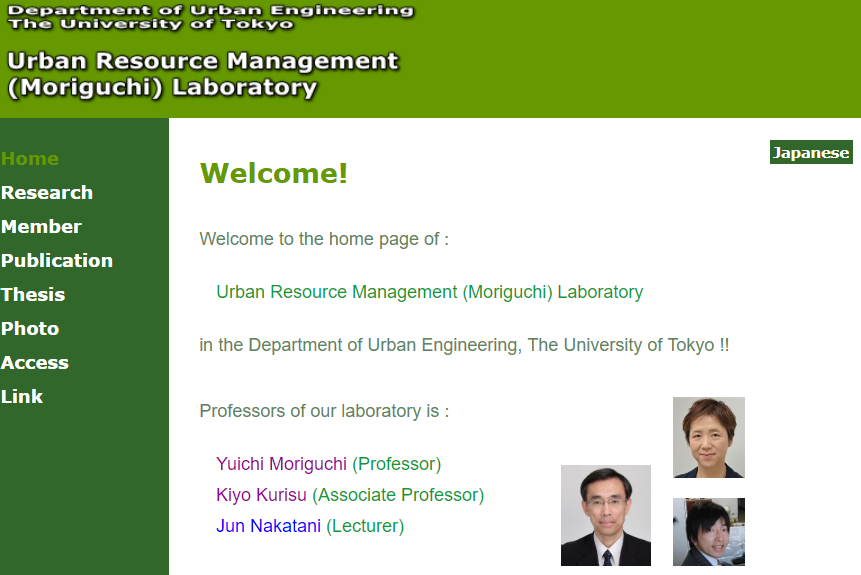 Department of Urban Engineering
The University of Tokyo
Urban Resource Management
(Moriguchi) Laboratory
Home
Research
Member
Publication
Thesis
Photo
Access
Link
Japanese
Welcome!
Welcome to the home page of :
Urban Resource Management (Moriguchi) Laboratory
in the Department of Urban Engineering, The University of Tokyo !!
Professors of our laboratory is :
Yuichi Moriguchi (Professor)
Kiyo Kurisu (Associate Professor)
Jun Nakatani (Lecturer)